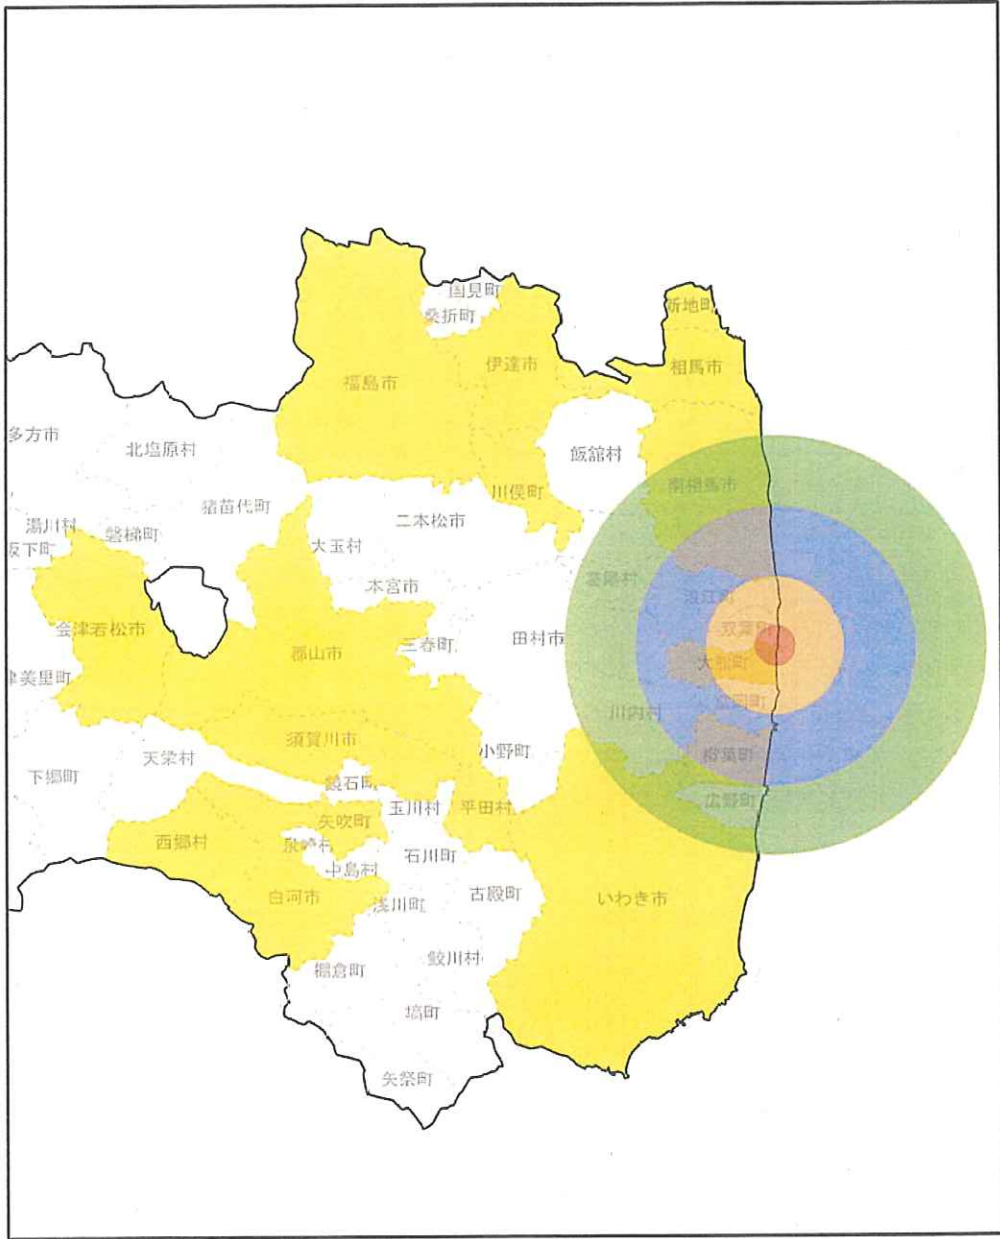 国見町
桑折町
新地町
伊達市
相馬市
福島市
多方市
北塩原村
飯舘村
南相馬市
川俣町
猪苗代町
二本松市
湯川村
磐梯町
坂下町
大玉村
本宮市
葛尾村
浪江町
双葉町
会津若松市
三春町
田村市
郡山市
大熊町
津美里町
富岡町
川内村
須賀川市
小野町
楢葉町
天栄村
下郷町
鏡石町
玉川村
平田村
広野町
矢吹町
西郷村
泉崎村
石川町
中島村
白河市
浅川町
古殿町
いわき市
鮫川村
棚倉町
塙町
矢祭町